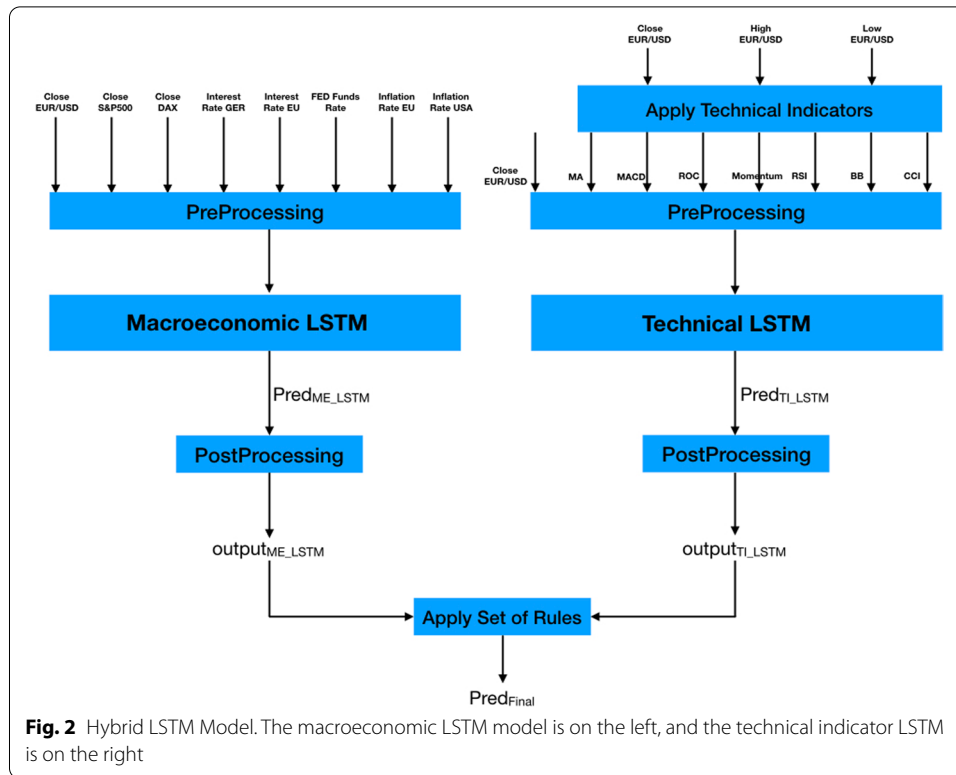 Close
EUR/USD
High
EUR/USD
Low
EUR/USD
Apply Technical Indicators
Close
EUR/USD
Close
S&P500
Close
DAX
Interest
Rate GER
Interest
Rate EU
FED Funds
Rate
Inflation
Rate EU
Inflation
Rate USA
Close
EUR/USD
MA
MACD
ROC
Momentum
RSI
BB
CCI
PreProcessing
PreProcessing
Macroeconomic LSTM
Technical LSTM
PredME_LSTM
PredTI_LSTM
PostProcessing
PostProcessing
outputME_LSTM
outputTI_LSTM
Apply Set of Rules
PredFinal
Fig. 2 Hybrid LSTM Model. The macroeconomic LSTM model is on the left, and the technical indicator LSTM
is on the right